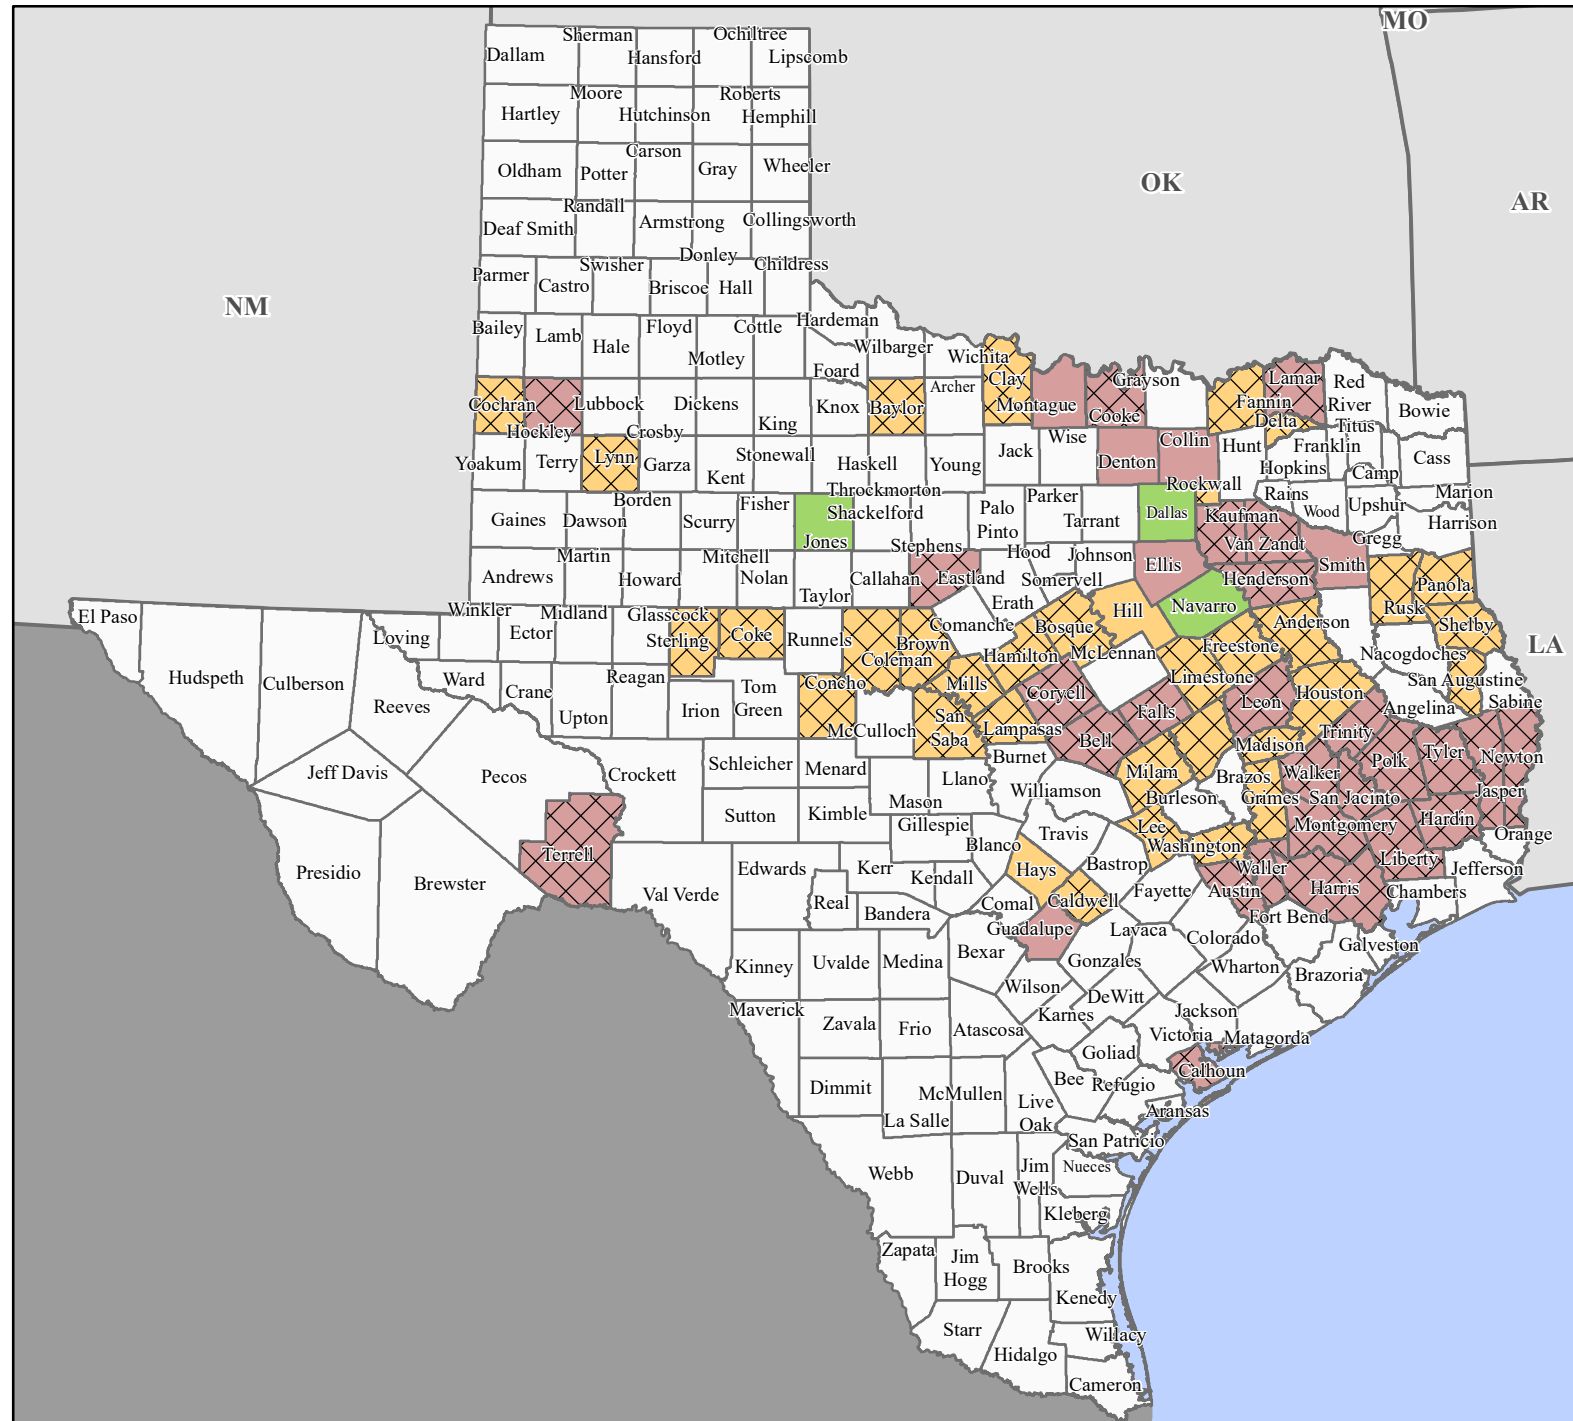 MO
OK
AR
NM
LA
Dallam
Sherman
Hansford
Ochiltree
Lipscomb
Hartley
Moore
Hutchinson
Roberts
Hemphill
Oldham
Potter
Carson
Gray
Wheeler
Deaf Smith
Randall
Armstrong
Donley
Collingsworth
Parmer
Castro
Swisher
Briscoe
Hall
Childress
Bailey
Lamb
Hale
Floyd
Motley
Cottle
Hardeman
Foard
Wilbarger
Wichita
Clay
Montague
Cooke
Grayson
Fannin
Lamar
Red
River
Bowie
Cochran
Hockley
Lubbock
Crosby
Dickens
King
Knox
Baylor
Archer
Delta
Titus
Franklin
Hopkins
Hunt
Camp
Cass
Yoakum
Terry
Lynn
Garza
Kent
Stonewall
Haskell
Throckmorton
Young
Jack
Wise
Denton
Collin
Rockwall
Rains
Wood
Upshur
Marion
Harrison
Gregg
Gaines
Dawson
Borden
Scurry
Fisher
Jones
Shackelford
Stephens
Palo
Pinto
Parker
Tarrant
Dallas
Kaufman
Van Zandt
Smith
Andrews
Martin
Howard
Mitchell
Nolan
Taylor
Callahan
Eastland
Hood
Somervell
Johnson
Erath
Ellis
Henderson
Navarro
Hill
Rusk
Panola
Shelby
El Paso
Hudspeth
Culberson
Loving
Winkler
Ector
Midland
Glasscock
Sterling
Coke
Runnels
Coleman
Brown
Comanche
Hamilton
Bosque
McLennan
Limestone
Freestone
Anderson
Nacogdoches
San Augustine
Sabine
Angelina
Houston
Leon
Reeves
Ward
Crane
Upton
Reagan
Irion
Tom
Green
Concho
McCulloch
San
Saba
Mills
Lampasas
Coryell
Bell
Falls
Milam
Madison
Trinity
Polk
Tyler
Newton
Jasper
Jeff Davis
Pecos
Crockett
Schleicher
Menard
Mason
Llano
Burnet
Williamson
Burleson
Brazos
Grimes
Walker
San Jacinto
Montgomery
Hardin
Liberty
Orange
Jefferson
Presidio
Brewster
Terrell
Val Verde
Sutton
Kimble
Gillespie
Blanco
Travis
Lee
Washington
Edwards
Kerr
Kendall
Real
Bandera
Hays
Comal
Caldwell
Bastrop
Fayette
Austin
Waller
Harris
Chambers
Fort Bend
Galveston
Brazoria
Guadalupe
Bexar
Wilson
Gonzales
Lavaca
Colorado
Wharton
Kinney
Uvalde
Medina
Maverick
Zavala
Frio
Atascosa
Karnes
DeWitt
Jackson
Victoria
Matagorda
Calhoun
Goliad
Bee
Refugio
Aransas
Dimmit
La Salle
McMullen
Live
Oak
San Patricio
Nueces
Webb
Duval
Jim
Wells
Kleberg
Zapata
Jim
Hogg
Brooks
Kenedy
Starr
Hidalgo
Willacy
Cameron